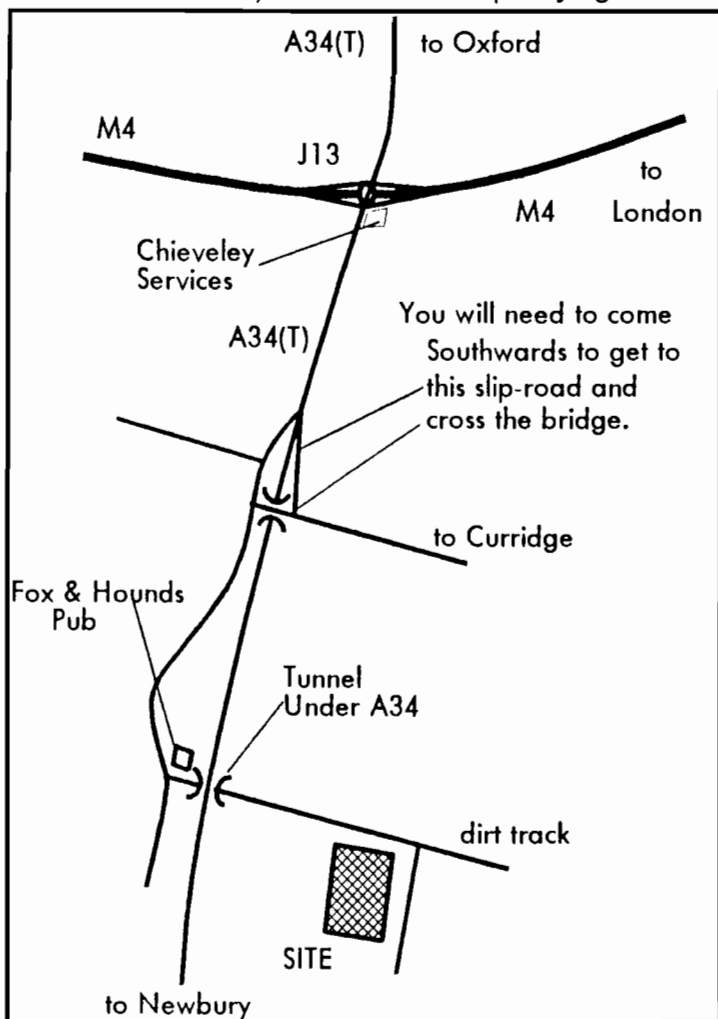 A34(T)
to Oxford
M4
J13
to
London
M4
Chieveley
Services
A34(T)
You will need to come
Southwards to get to
this slip-road and
cross the bridge.
to Curridge
Fox & Hounds
Pub
Tunnel
Under A34
dirt track
SITE
to Newbury